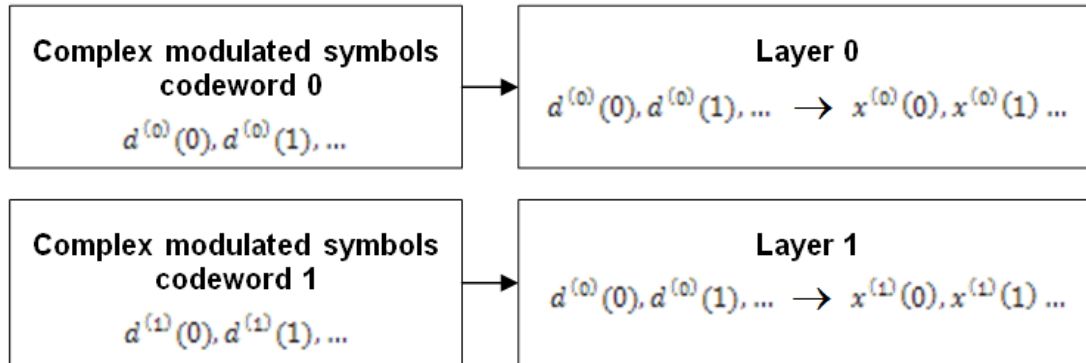 Complex modulated symbols
codeword 0
d⁽⁰⁾(0), d⁽⁰⁾(1), ...
Layer 0
d⁽⁰⁾(0), d⁽⁰⁾(1), ... → x⁽⁰⁾(0), x⁽⁰⁾(1) ...
Complex modulated symbols
codeword 1
d⁽¹⁾(0), d⁽¹⁾(1), ...
Layer 1
d⁽⁰⁾(0), d⁽⁰⁾(1), ... → x⁽¹⁾(0), x⁽¹⁾(1) ...